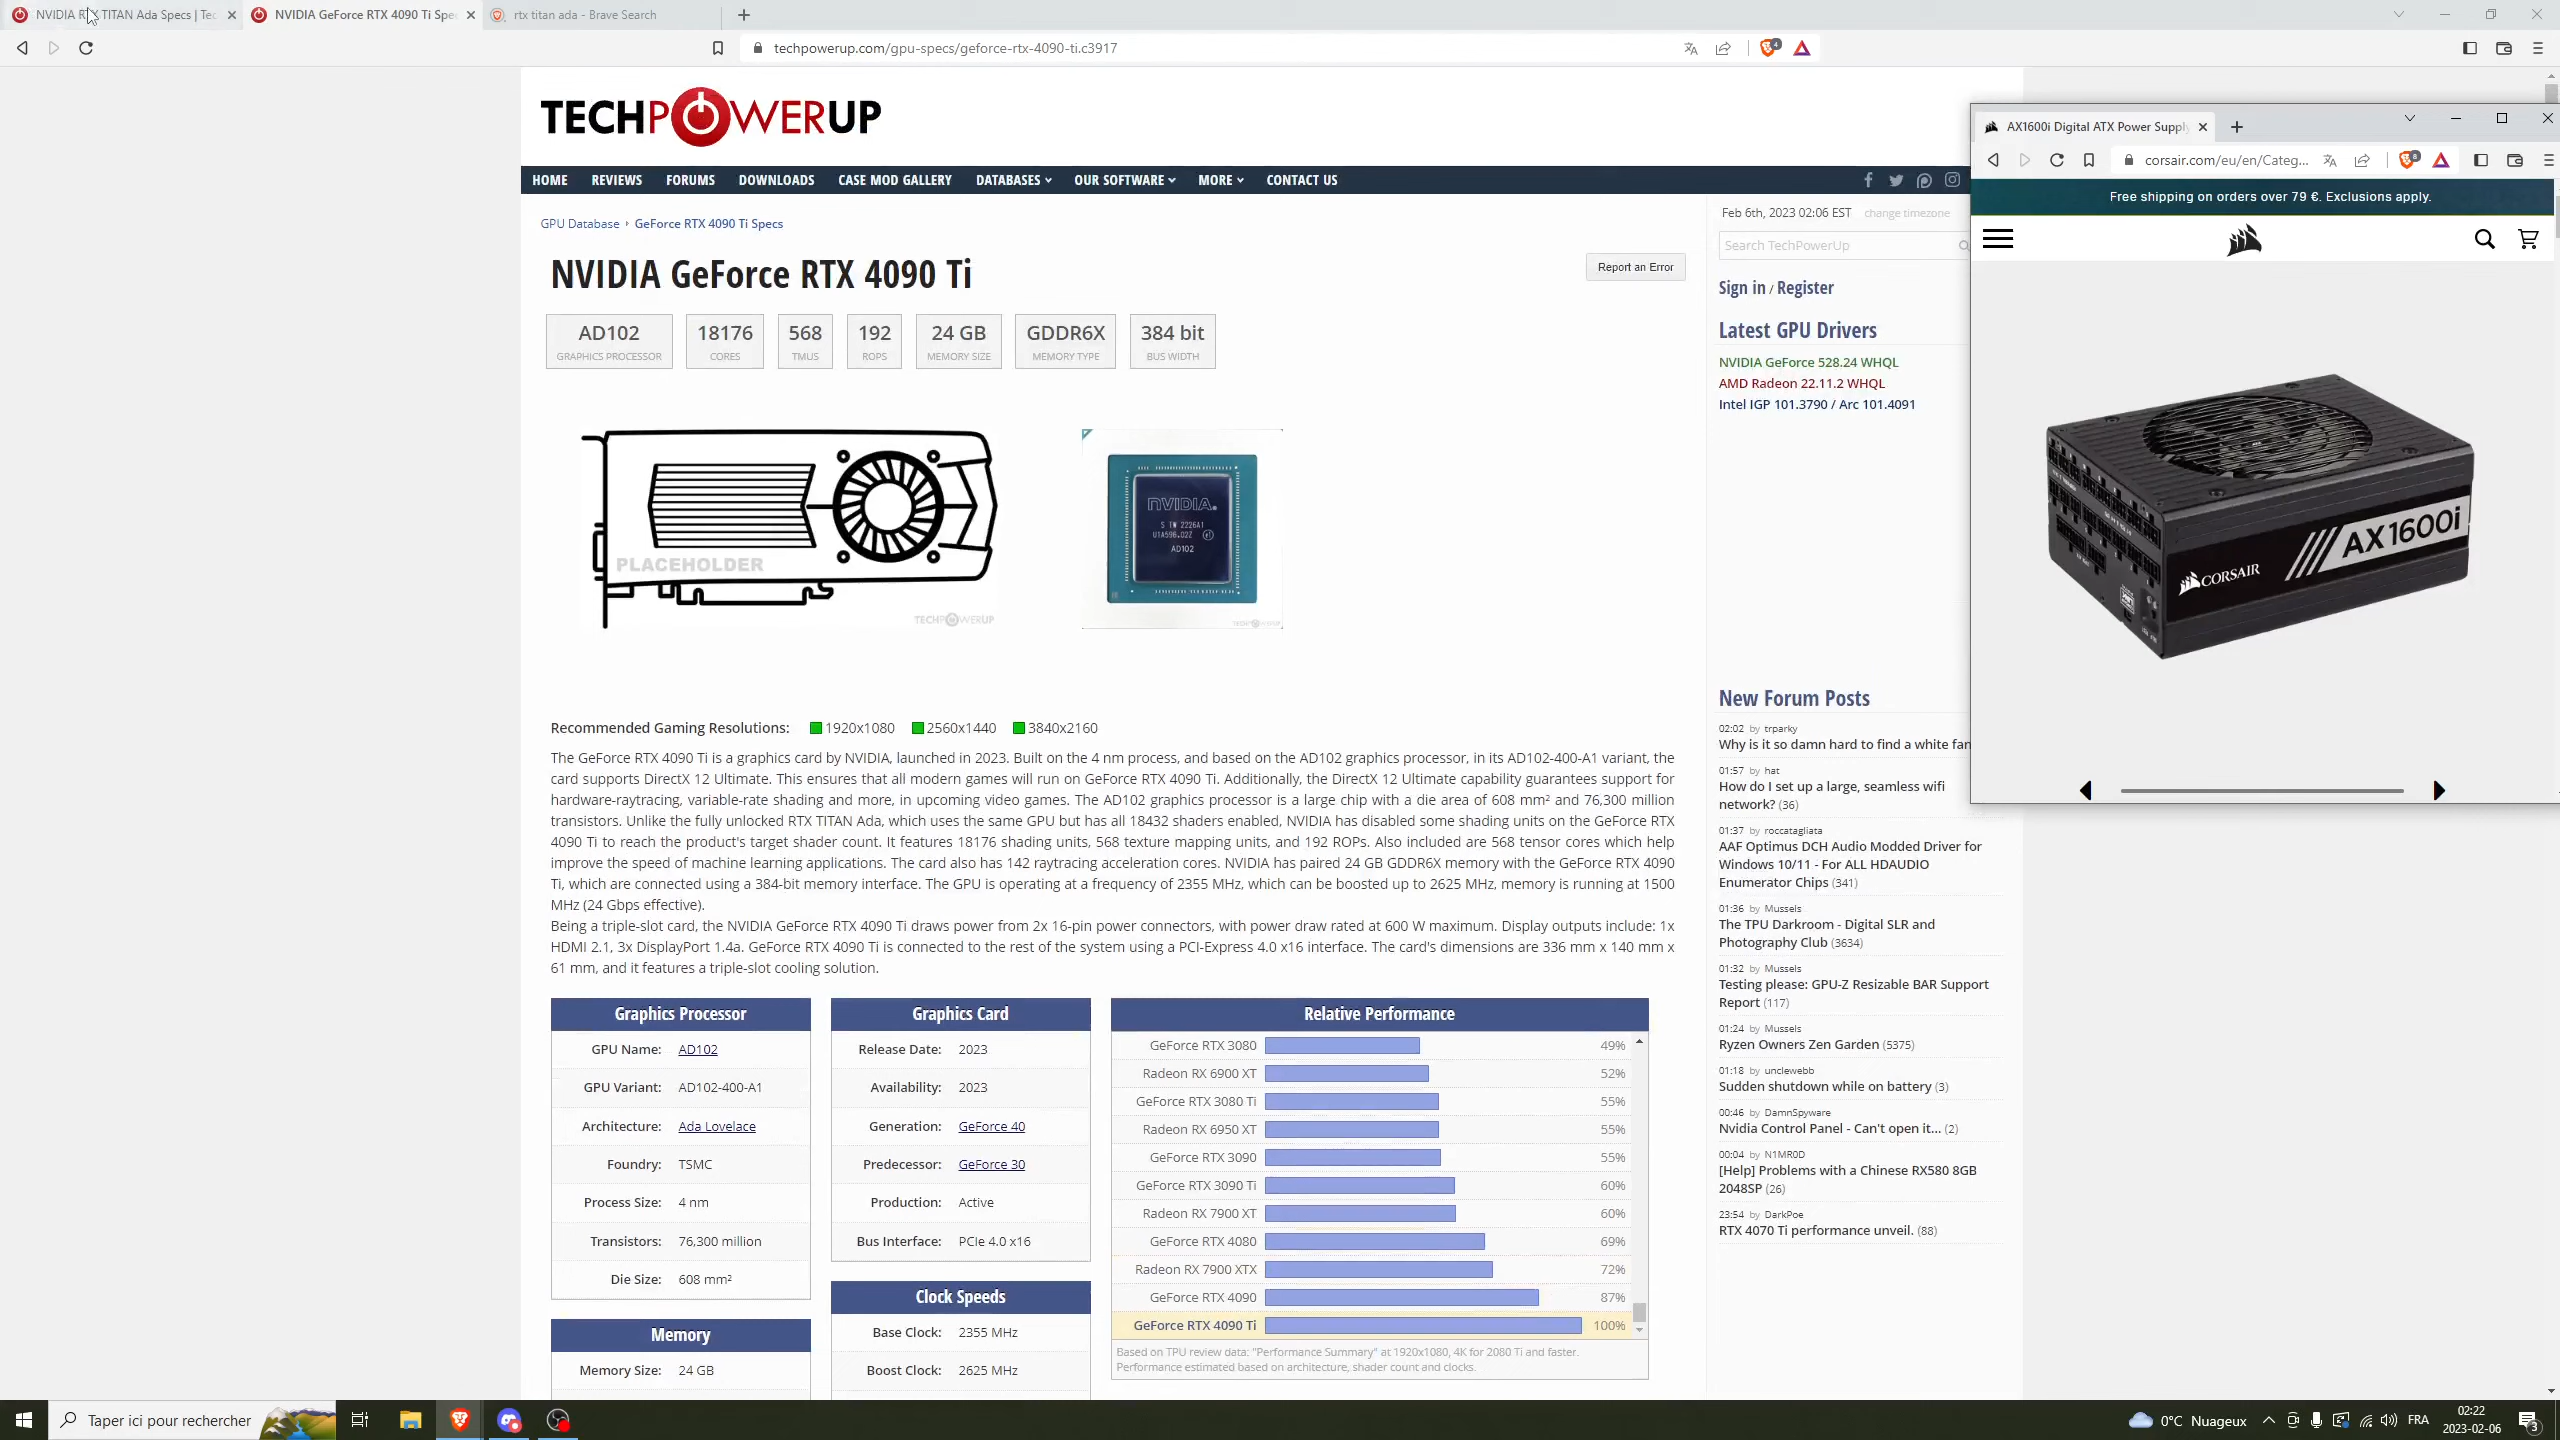 NVIDIA RTX TITAN Ada Specs | Tec
NVIDIA GeForce RTX 4090 Ti Spec
rtx titan ada - Brave Search
techpowerup.com/gpu-specs/geforce-rtx-4090-ti.c3917
4
TECHPOWERUP
HOME REVIEWS FORUMS DOWNLOADS CASE MOD GALLERY DATABASES OUR SOFTWARE MORE CONTACT US
GPU Database GeForce RTX 4090 Ti Specs
NVIDIA GeForce RTX 4090 Ti
Report an Error
AD102 18176 568 192 24 GB GDDR6X 384 bit
GRAPHICS PROCESSOR CORES TMUS ROPS MEMORY SIZE MEMORY TYPE BUS WIDTH
PLACEHOLDER
TECHPOWERUP
NVIDIA.
S TW 2226A1
AD102
TECHPOWERUP
Recommended Gaming Resolutions: 1920x1080 2560x1440 3840x2160
The GeForce RTX 4090 Ti is a graphics card by NVIDIA, launched in 2023. Built on the 4 nm process, and based on the AD102 graphics processor, in its AD102-400-A1 variant, the
card supports DirectX 12 Ultimate. This ensures that all modern games will run on GeForce RTX 4090 Ti. Additionally, the DirectX 12 Ultimate capability guarantees support for
hardware-raytracing, variable-rate shading and more, in upcoming video games. The AD102 graphics processor is a large chip with a die area of 608 mm² and 76,300 million
transistors. Unlike the fully unlocked RTX TITAN Ada, which uses the same GPU but has all 18432 shaders enabled, NVIDIA has disabled some shading units on the GeForce RTX
4090 Ti to reach the product's target shader count. It features 18176 shading units, 568 texture mapping units, and 192 ROPs. Also included are 568 tensor cores which help
improve the speed of machine learning applications. The card also has 142 raytracing acceleration cores. NVIDIA has paired 24 GB GDDR6X memory with the GeForce RTX 4090
Ti, which are connected using a 384-bit memory interface. The GPU is operating at a frequency of 2355 MHz, which can be boosted up to 2625 MHz, memory is running at 1500
MHz (24 Gbps effective).
Being a triple-slot card, the NVIDIA GeForce RTX 4090 Ti draws power from 2x 16-pin power connectors, with power draw rated at 600 W maximum. Display outputs include: 1x
HDMI 2.1, 3x DisplayPort 1.4a. GeForce RTX 4090 Ti is connected to the rest of the system using a PCI-Express 4.0 x16 interface. The card's dimensions are 336 mm x 140 mm x
61 mm, and it features a triple-slot cooling solution.
Graphics Processor
GPU Name: AD102
GPU Variant: AD102-400-A1
Architecture: Ada Lovelace
Foundry: TSMC
Process Size: 4 nm
Transistors: 76,300 million
Die Size: 608 mm²
Memory
Memory Size: 24 GB
Graphics Card
Release Date: 2023
Availability: 2023
Generation: GeForce 40
Predecessor: GeForce 30
Production: Active
Bus Interface: PCIe 4.0 x16
Clock Speeds
Base Clock: 2355 MHz
Boost Clock: 2625 MHz
Relative Performance
GeForce RTX 3080 49%
Radeon RX 6900 XT 52%
GeForce RTX 3080 Ti 55%
Radeon RX 6950 XT 55%
GeForce RTX 3090 55%
GeForce RTX 3090 Ti 60%
Radeon RX 7900 XT 60%
GeForce RTX 4080 69%
Radeon RX 7900 XTX 72%
GeForce RTX 4090 87%
GeForce RTX 4090 Ti 100%
Based on TPU review data: "Performance Summary" at 1920x1080, 4K for 2080 Ti and faster.
Performance estimated based on architecture, shader count and clocks.
Feb 6th, 2023 02:06 EST change timezone
Search TechPowerUp
Sign in / Register
Latest GPU Drivers
NVIDIA GeForce 528.24 WHQL
AMD Radeon 22.11.2 WHQL
Intel IGP 101.3790 / Arc 101.4091
New Forum Posts
02:02 by trparky
Why is it so damn hard to find a white fan
01:57 by hat
How do I set up a large, seamless wifi
network? (36)
01:37 by roccatagliata
AAF Optimus DCH Audio Modded Driver for
Windows 10/11 - For ALL HDAUDIO
Enumerator Chips (341)
01:36 by Mussels
The TPU Darkroom - Digital SLR and
Photography Club (3634)
01:32 by Mussels
Testing please: GPU-Z Resizable BAR Support
Report (117)
01:24 by Mussels
Ryzen Owners Zen Garden (5375)
01:18 by unclewebb
Sudden shutdown while on battery (3)
00:46 by DamnSpyware
Nvidia Control Panel - Can't open it... (2)
00:04 by N1MR0D
[Help] Problems with a Chinese RX580 8GB
2048SP (26)
23:54 by DarkPoe
RTX 4070 Ti performance unveil. (88)
AX1600i Digital ATX Power Supply
corsair.com/eu/en/Categ...
8
Free shipping on orders over 79 €. Exclusions apply.
AX1600i
CORSAIR
Taper ici pour rechercher
0°C Nuageux
FRA
02:22
2023-02-06
3